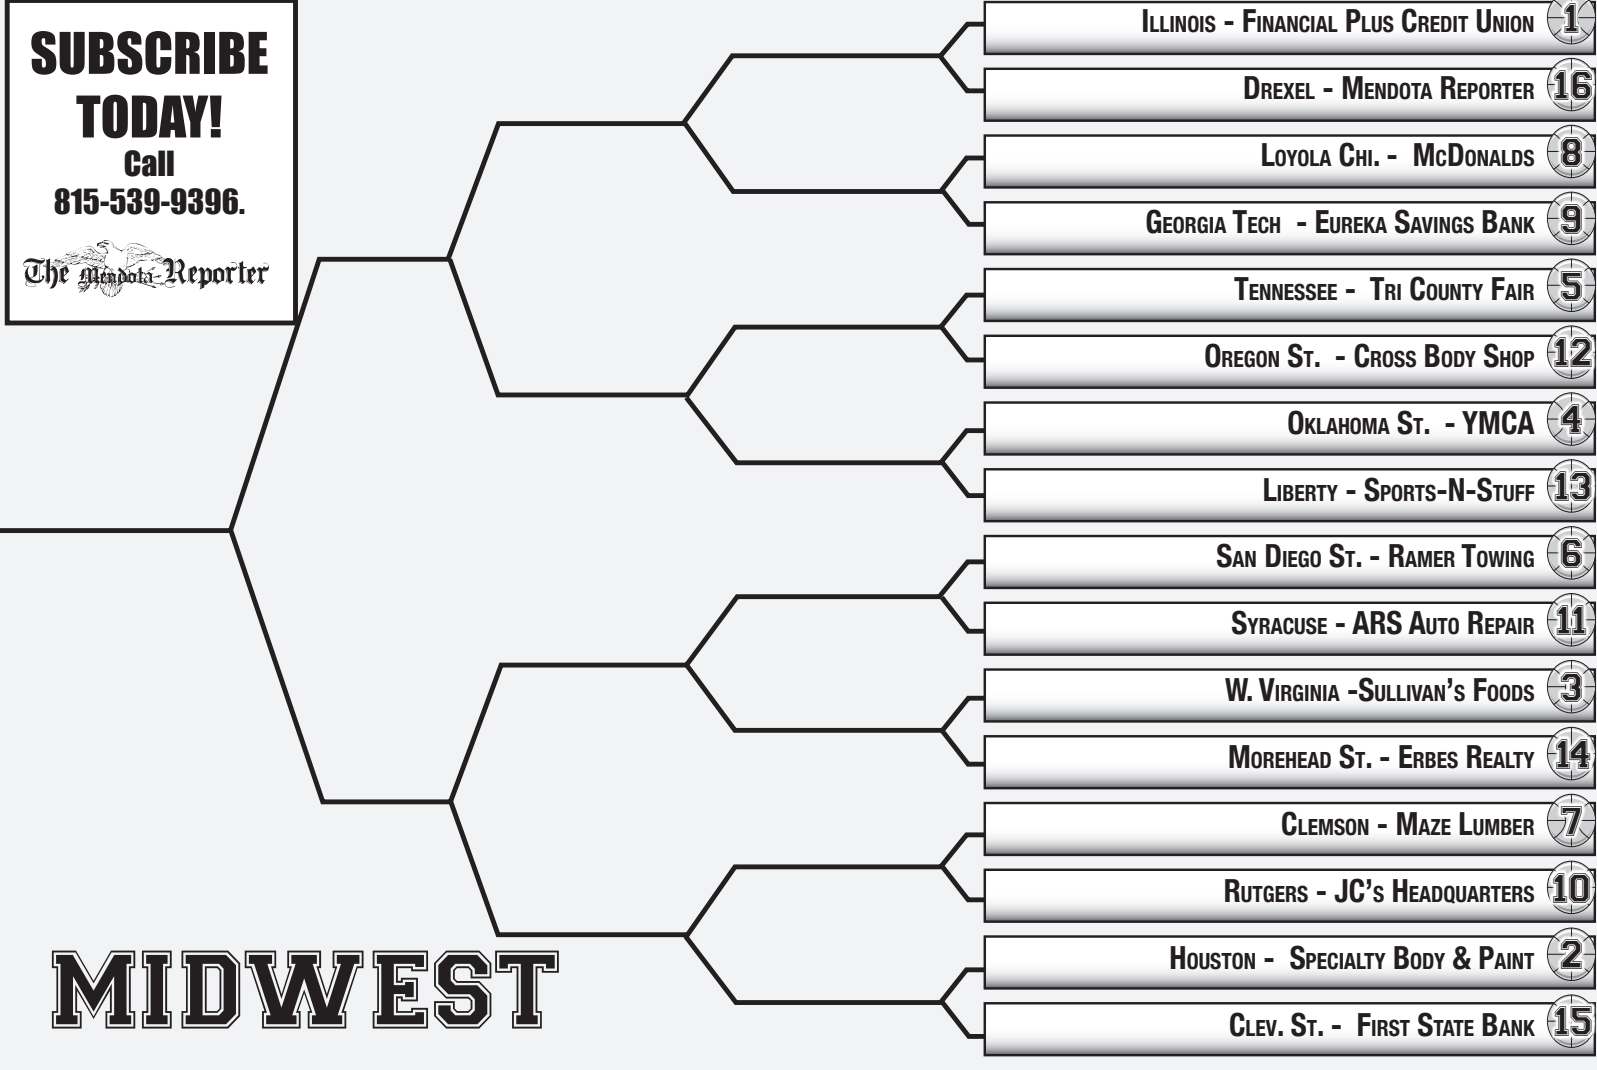 SUBSCRIBE
TODAY!
Call
815-539-9396.
The Mendota Reporter
Illinois - Financial Plus Credit Union 1
Drexel - Mendota Reporter 16
Loyola Chi. - McDonalds 8
Georgia Tech - Eureka Savings Bank 9
Tennessee - Tri County Fair 5
Oregon St. - Cross Body Shop 12
Oklahoma St. - YMCA 4
Liberty - Sports-N-Stuff 13
San Diego St. - Ramer Towing 6
Syracuse - ARS Auto Repair 11
W. Virginia -Sullivan's Foods 3
Morehead St. - Erbes Realty 14
Clemson - Maze Lumber 7
Rutgers - JC's Headquarters 10
Houston - Specialty Body & Paint 2
Clev. St. - First State Bank 15
MIDWEST